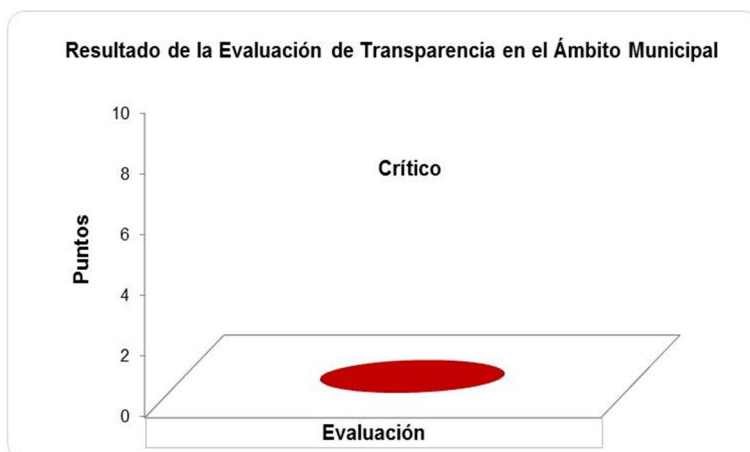 Resultado de la Evaluación de Transparencia en el Ámbito Municipal
10
Crítico
8
6
Puntos
4
2
0
Evaluación